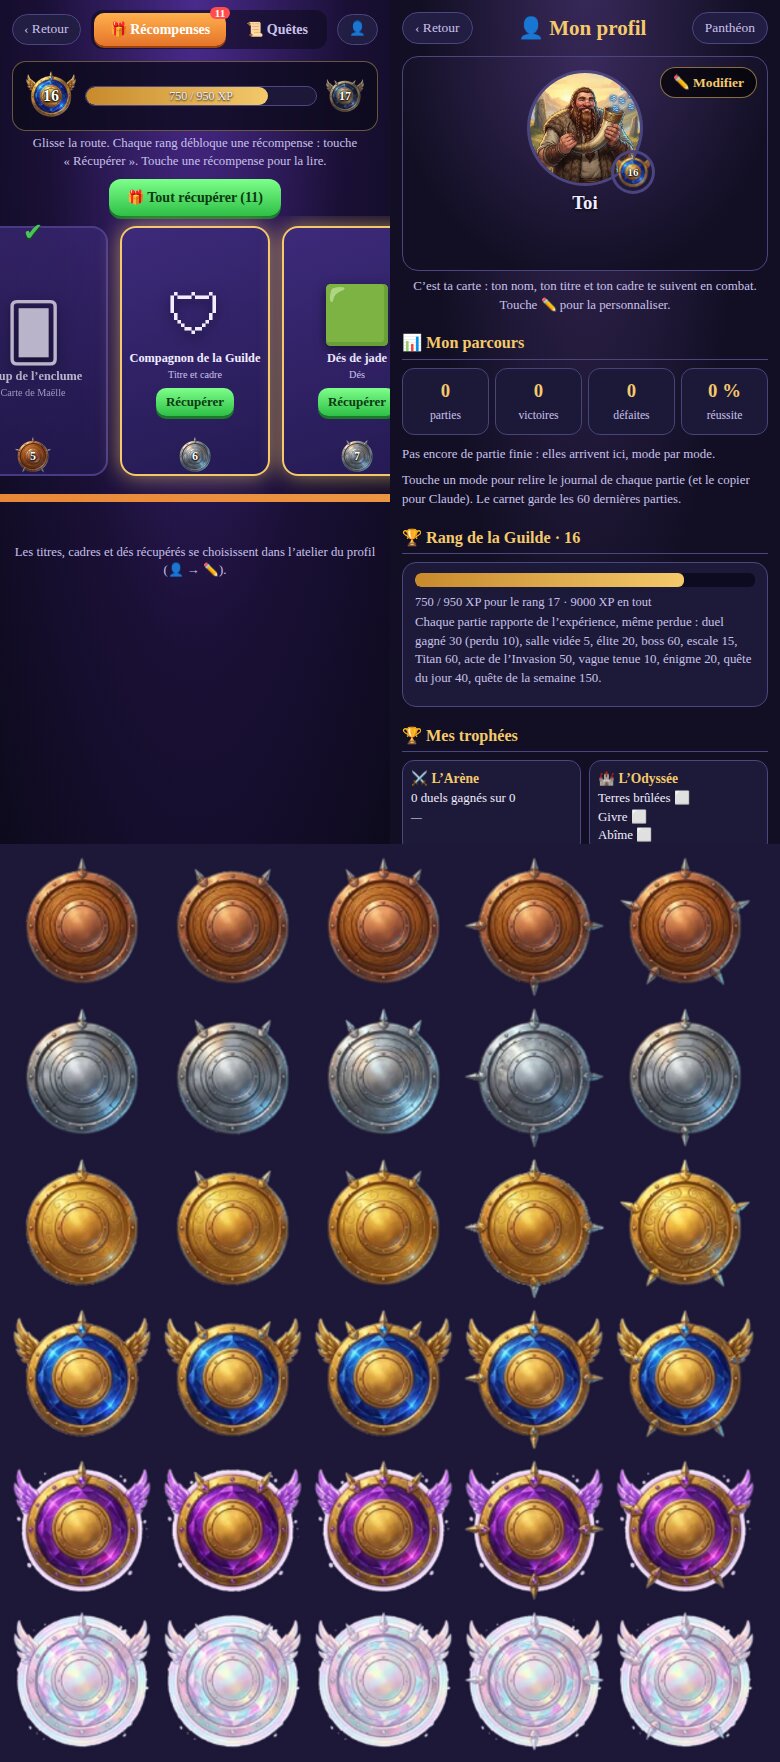 ‹ Retour
🎁 Récompenses
11
📜 Quêtes
16
750 / 950 XP
17
Glisse la route. Chaque rang débloque une récompense : touche
« Récupérer ». Touche une récompense pour la lire.
🎁 Tout récupérer (11)
✔
up de l’enclume
Carte de Maëlle
5
Compagnon de la Guilde
Titre et cadre
Récupérer
6
Dés de jade
Dés
Récupérer
7
Les titres, cadres et dés récupérés se choisissent dans l’atelier du profil
(👤 → ✏️).
‹ Retour
👤 Mon profil
Panthéon
✏️ Modifier
16
Toi
C’est ta carte : ton nom, ton titre et ton cadre te suivent en combat.
Touche ✏️ pour la personnaliser.
📊 Mon parcours
0
parties
0
victoires
0
défaites
0 %
réussite
Pas encore de partie finie : elles arrivent ici, mode par mode.
Touche un mode pour relire le journal de chaque partie (et le copier
pour Claude). Le carnet garde les 60 dernières parties.
🏆 Rang de la Guilde · 16
750 / 950 XP pour le rang 17 · 9000 XP en tout
Chaque partie rapporte de l’expérience, même perdue : duel
gagné 30 (perdu 10), salle vidée 5, élite 20, boss 60, escale 15,
Titan 60, acte de l’Invasion 50, vague tenue 10, énigme 20, quête
du jour 40, quête de la semaine 150.
🏆 Mes trophées
⚔️ L’Arène
0 duels gagnés sur 0
—
🏰 L’Odyssée
Terres brûlées ⬜
Givre ⬜
Abîme ⬜